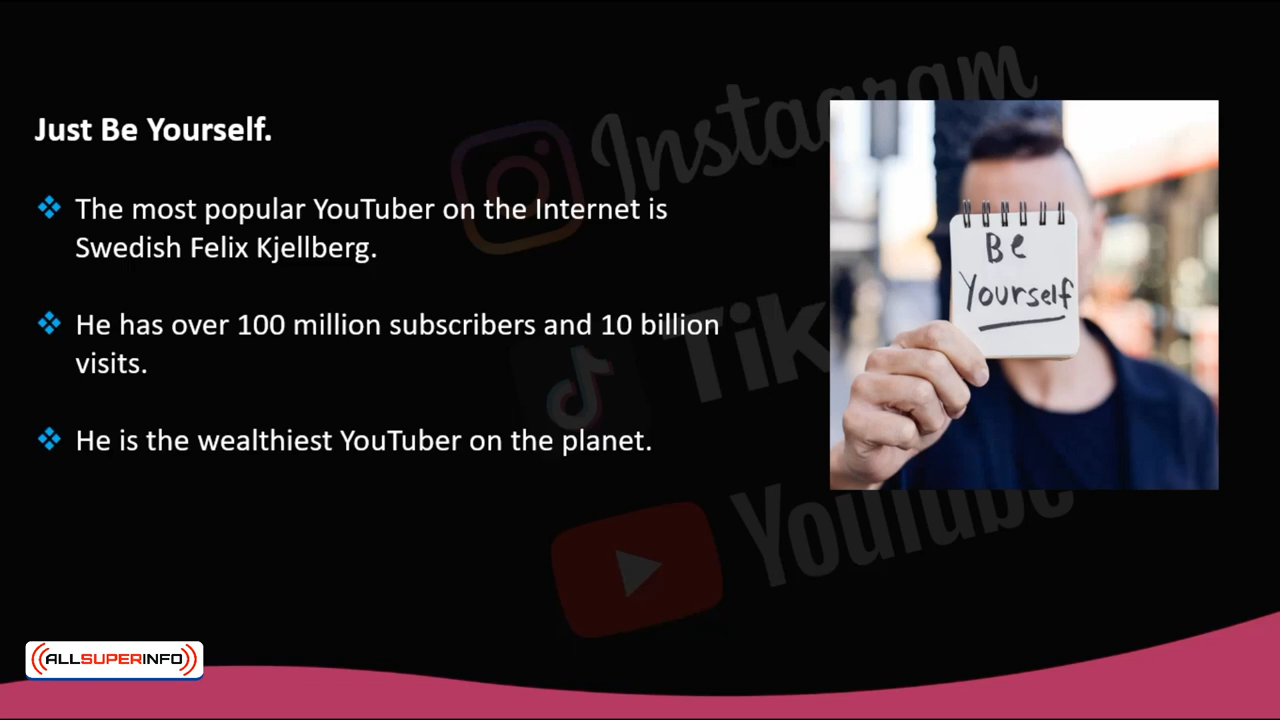 Just Be Yourself.
❖ The most popular YouTuber on the Internet is
Swedish Felix Kjellberg.
❖ He has over 100 million subscribers and 10 billion
visits.
❖ He is the wealthiest YouTuber on the planet.
Be
Yourself
Instagram
TikT
YouTube
ALLSUPERINFO